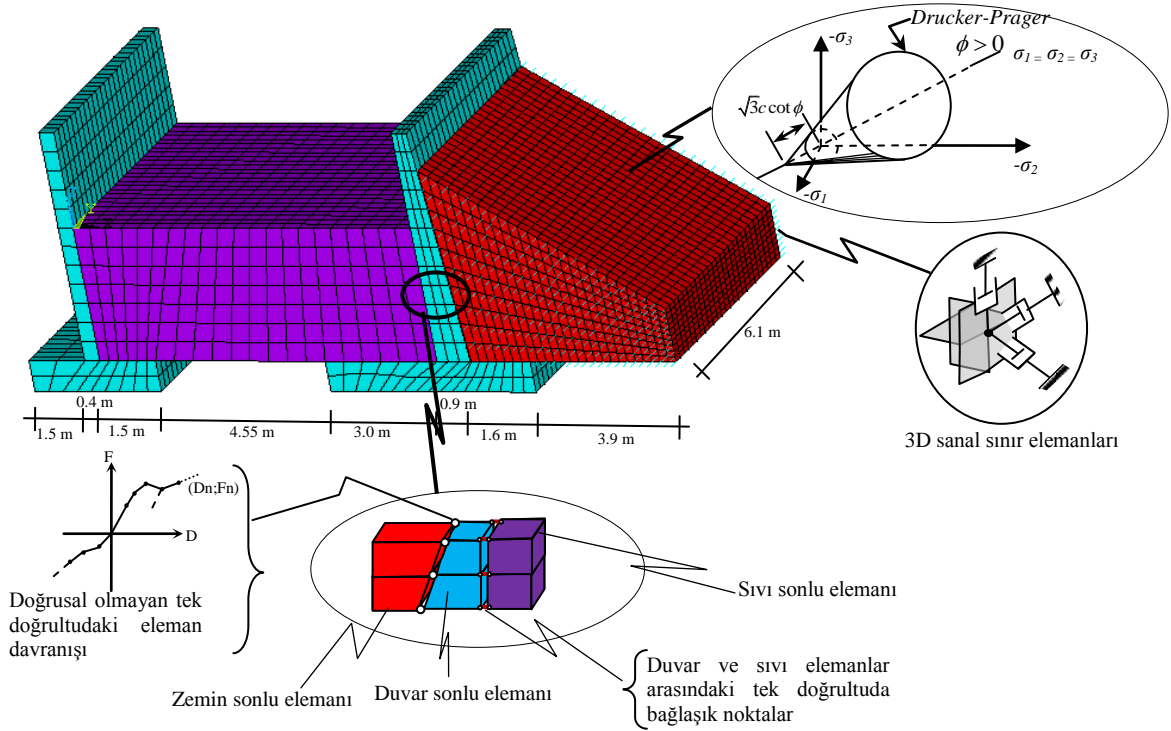 Drucker-Prager
ϕ > 0
σ1 = σ2 = σ3
-σ3
√3c cot ϕ
-σ2
-σ1
Y
6.1 m
3D sanal sınır elemanları
0.4 m
0.9 m
1.5 m
1.5 m
4.55 m
3.0 m
1.6 m
3.9 m
F
(Dn;Fn)
D
Doğrusal olmayan tek
doğrultudaki eleman
davranışı
Sıvı sonlu elemanı
Zemin sonlu elemanı
Duvar sonlu elemanı
Duvar ve sıvı elemanlar
arasındaki tek doğrultuda
bağlaşık noktalar